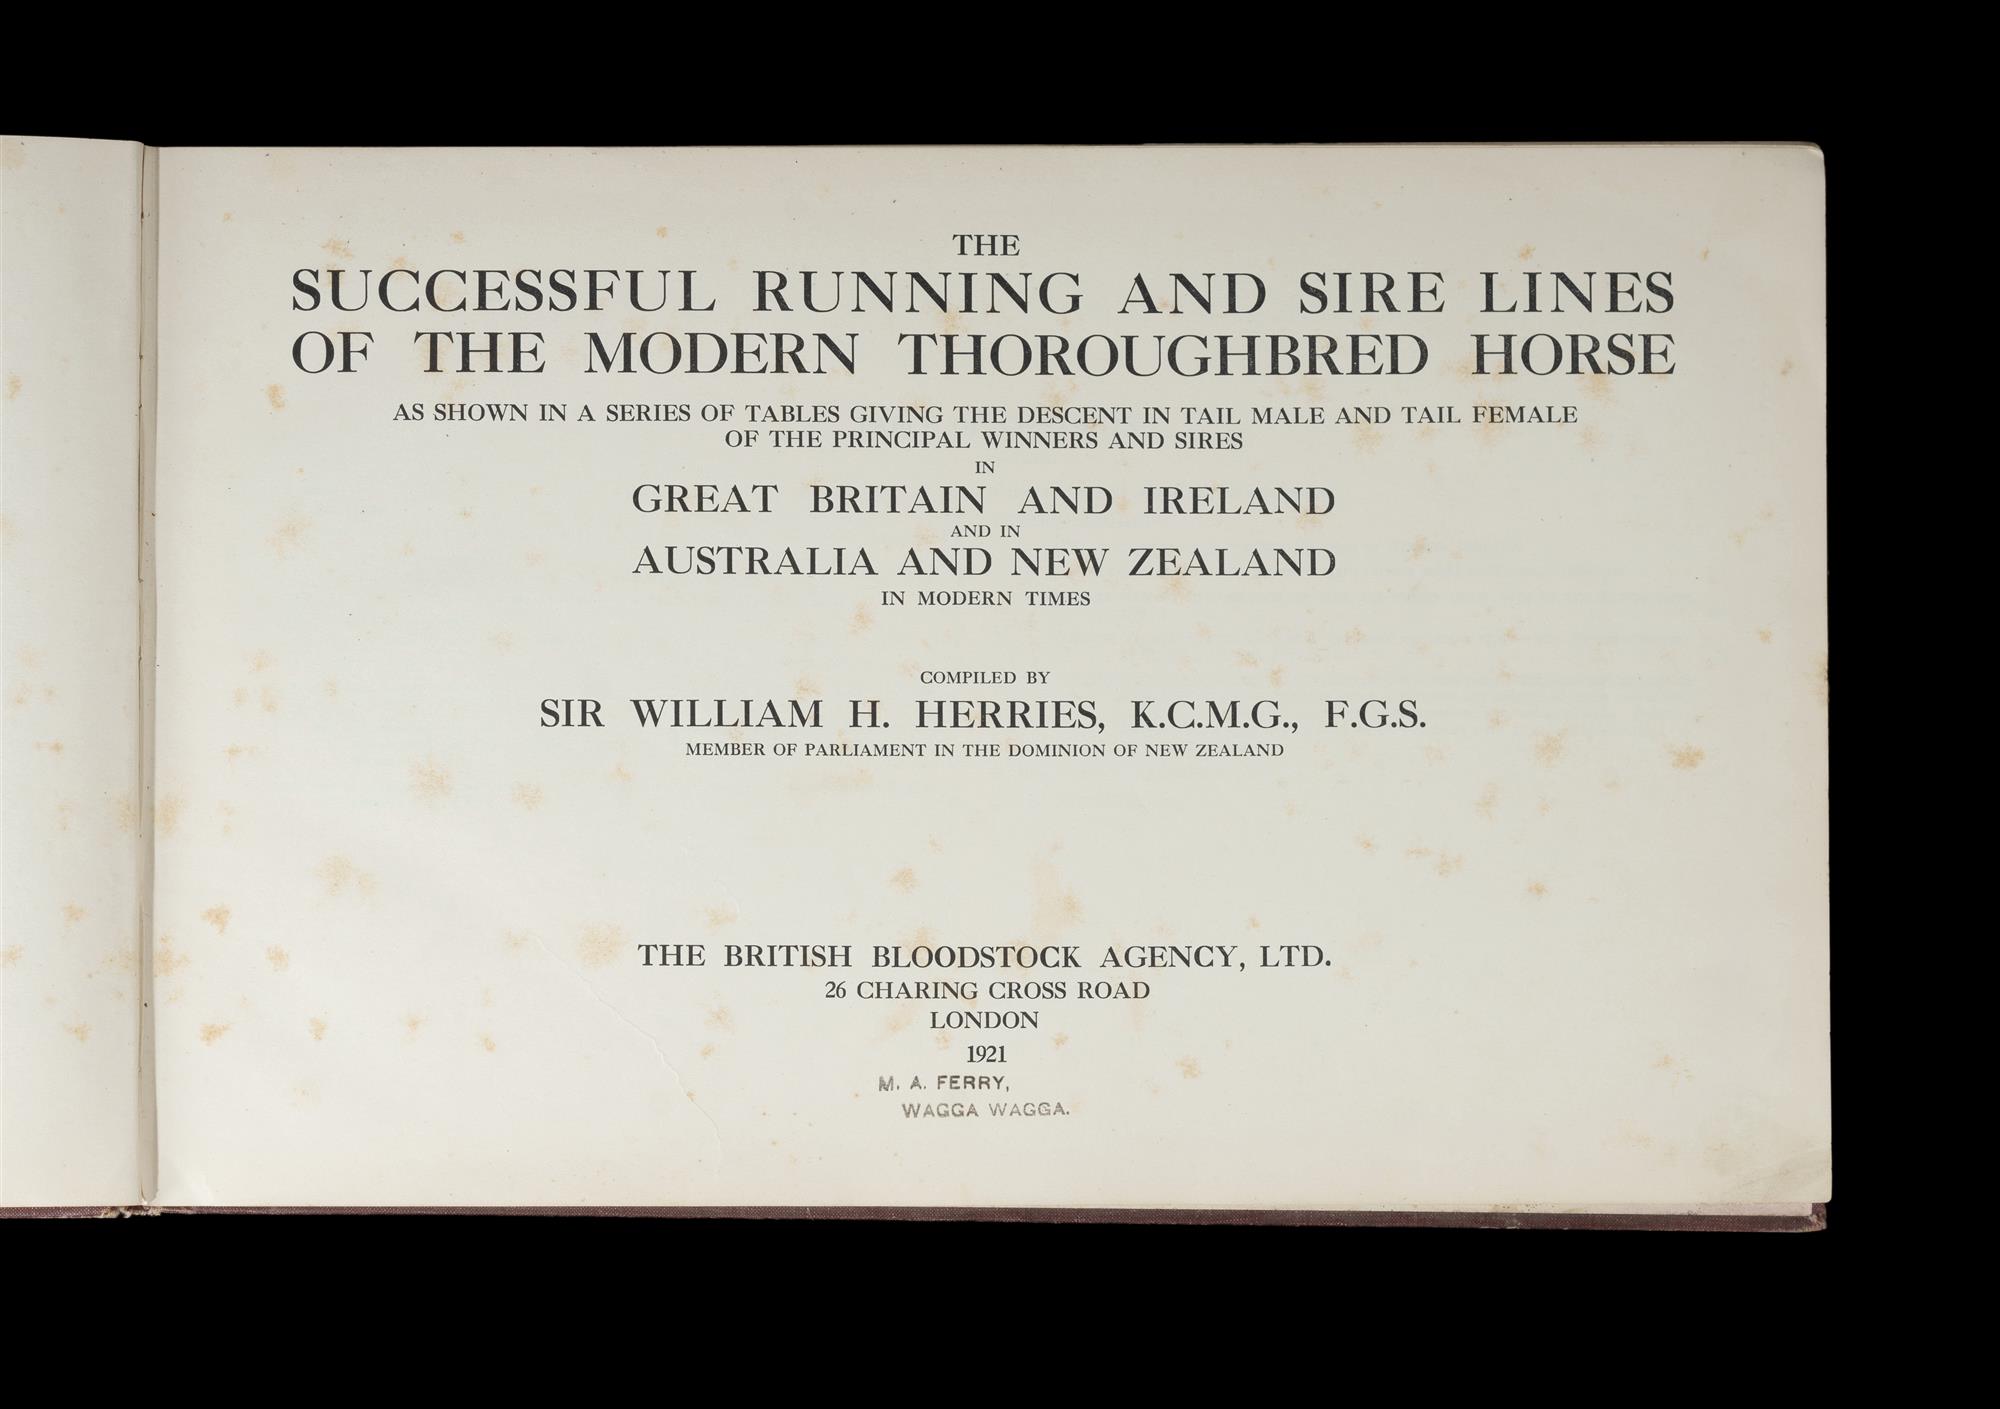 THE
SUCCESSFUL RUNNING AND SIRE LINES
OF THE MODERN THOROUGHBRED HORSE
AS SHOWN IN A SERIES OF TABLES GIVING THE DESCENT IN TAIL MALE AND TAIL FEMALE
OF THE PRINCIPAL WINNERS AND SIRES
IN
GREAT BRITAIN AND IRELAND
AND IN
AUSTRALIA AND NEW ZEALAND
IN MODERN TIMES
COMPILED BY
SIR WILLIAM H. HERRIES, K.C.M.G., F.G.S.
MEMBER OF PARLIAMENT IN THE DOMINION OF NEW ZEALAND
THE BRITISH BLOODSTOCK AGENCY, LTD.
26 CHARING CROSS ROAD
LONDON
1921
M. A. FERRY,
WAGGA WAGGA.